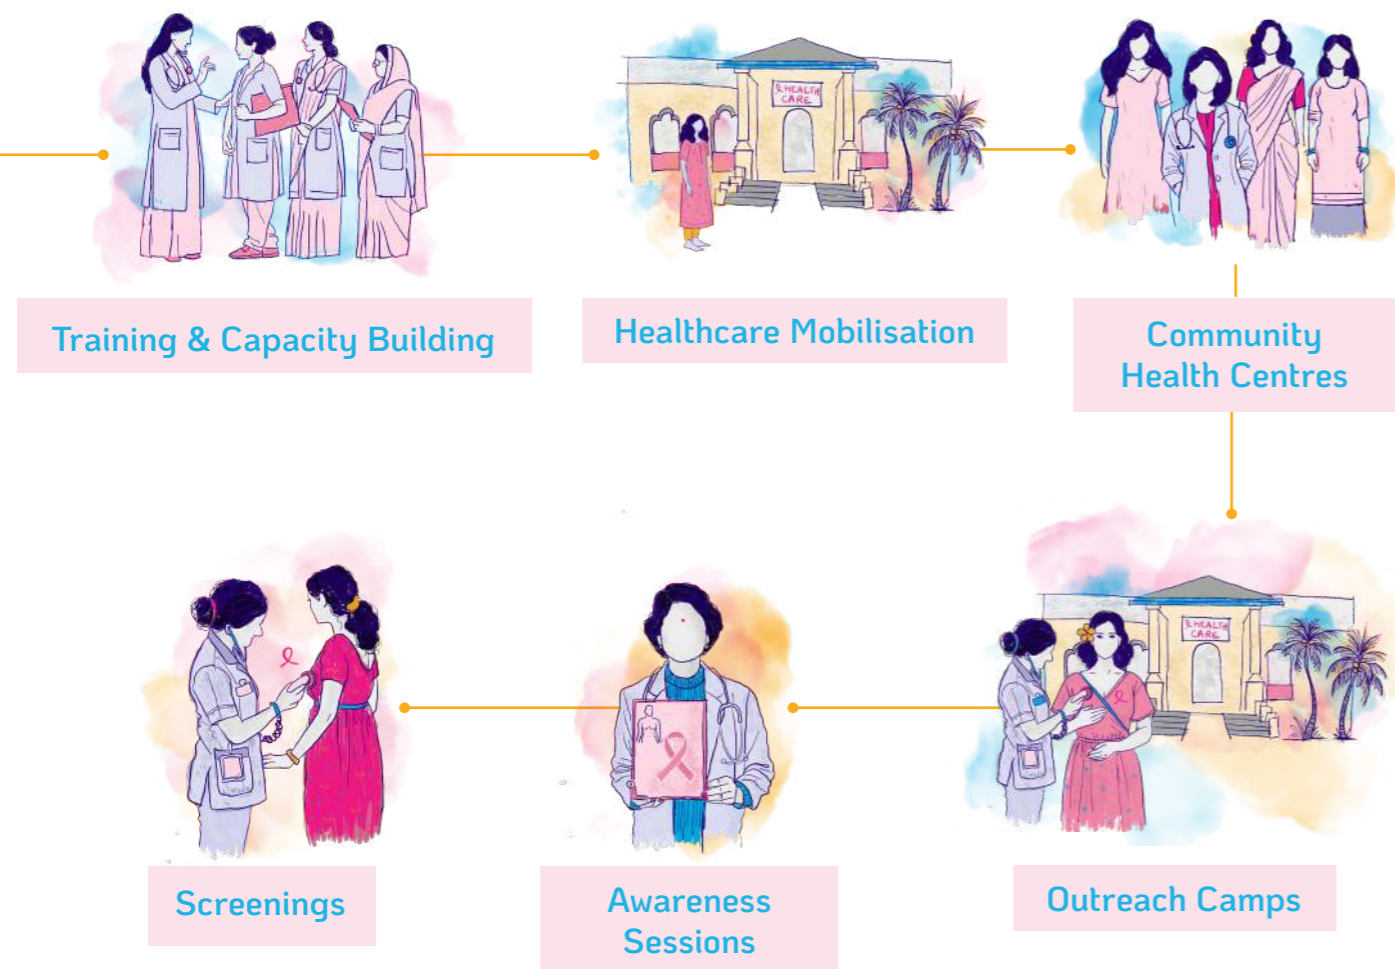 HEALTH
CARE
Training & Capacity Building
Healthcare Mobilisation
Community
Health Centres
HEALTH
CARE
Screenings
Awareness
Sessions
Outreach Camps